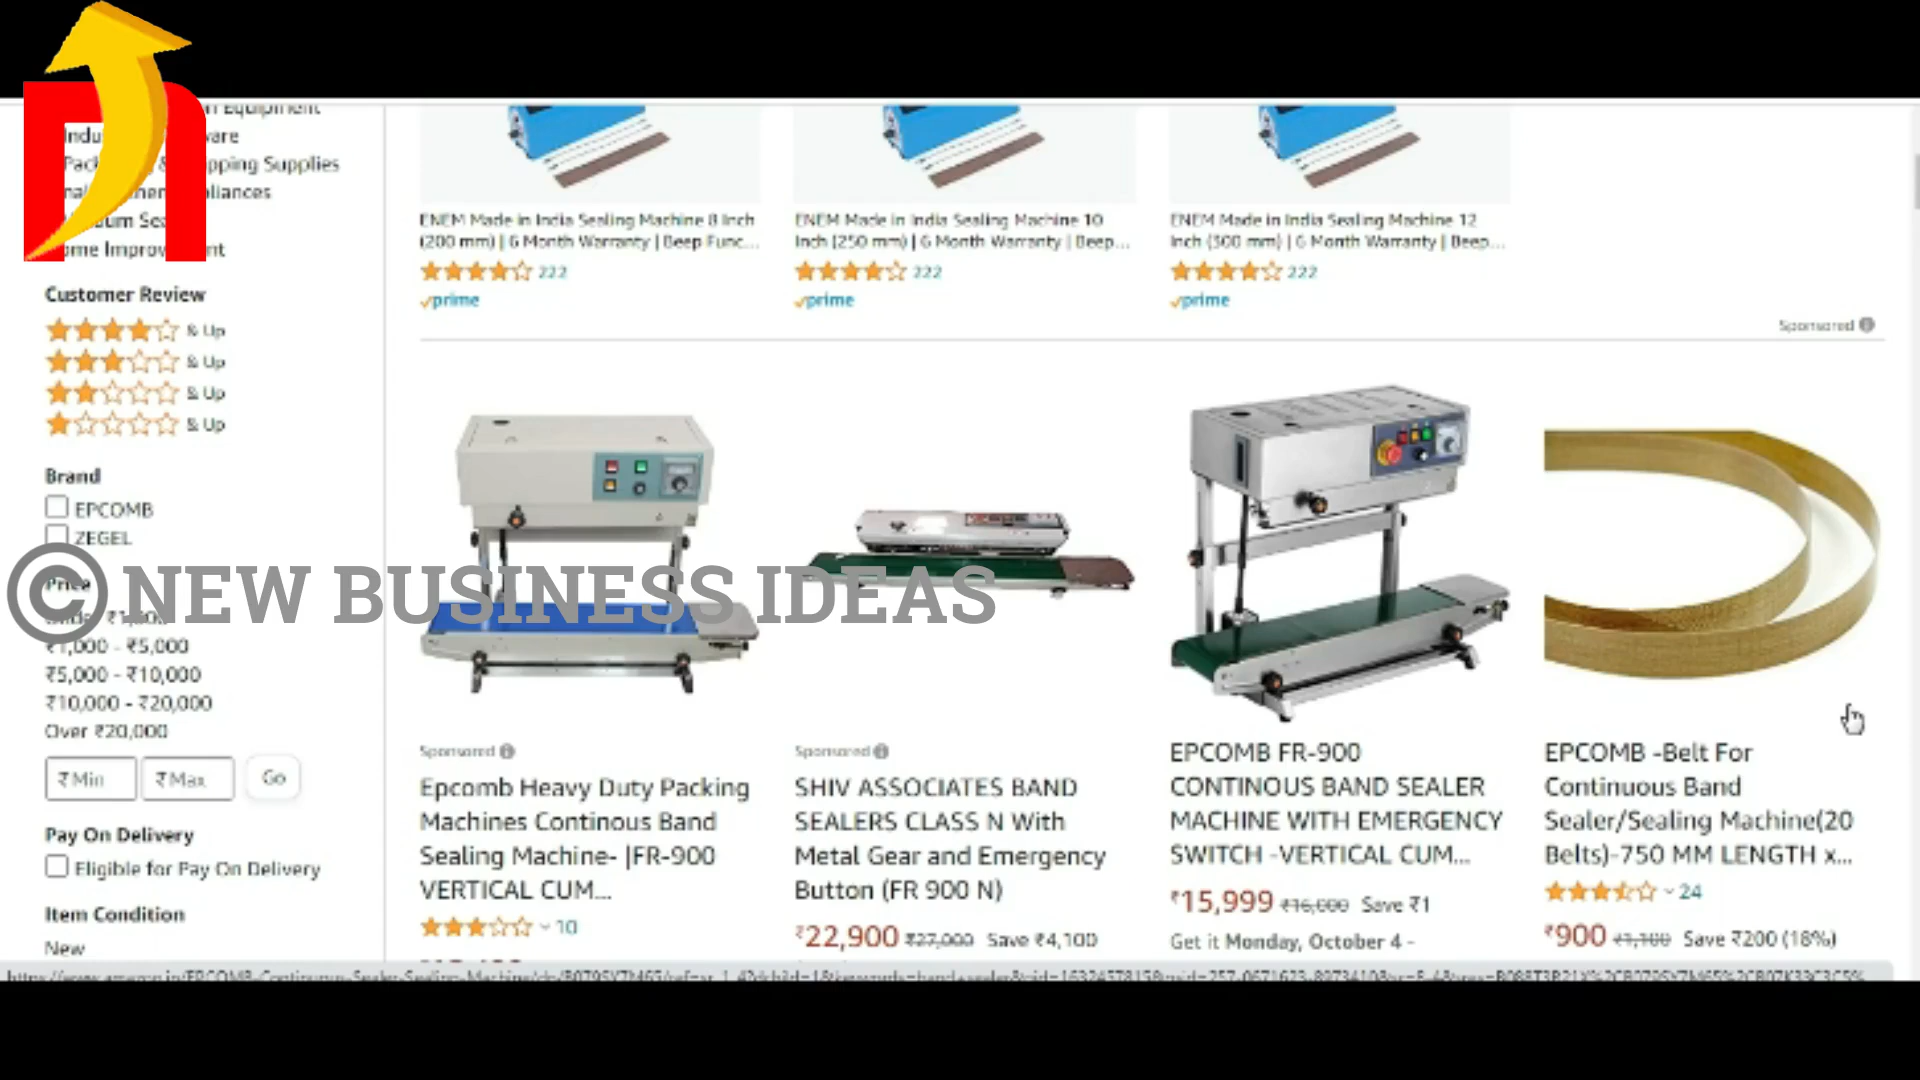 Packing & Shipping Supplies
Customer Review
& Up
& Up
& Up
& Up
Brand
EPCOMB
ZEGEL
Price
₹1,000 - ₹5,000
₹5,000 - ₹10,000
₹10,000 - ₹20,000
Over ₹20,000
₹ Min ₹ Max Go
Pay On Delivery
Eligible for Pay On Delivery
Item Condition
New
ENEM Made in India Sealing Machine 8 Inch
(200 mm) | 6 Month Warranty | Beep Func...
222
prime
ENEM Made in India Sealing Machine 10
Inch (250 mm) | 6 Month Warranty | Beep...
222
prime
ENEM Made in India Sealing Machine 12
Inch (300 mm) | 6 Month Warranty | Beep...
222
prime
Sponsored
© NEW BUSINESS IDEAS
Sponsored
Epcomb Heavy Duty Packing
Machines Continous Band
Sealing Machine- |FR-900
VERTICAL CUM...
10
Sponsored
SHIV ASSOCIATES BAND
SEALERS CLASS N With
Metal Gear and Emergency
Button (FR 900 N)
₹22,900 ₹27,000 Save ₹4,100
EPCOMB FR-900
CONTINOUS BAND SEALER
MACHINE WITH EMERGENCY
SWITCH -VERTICAL CUM...
₹15,999 ₹16,000 Save ₹1
Get it Monday, October 4 -
EPCOMB -Belt For
Continuous Band
Sealer/Sealing Machine(20
Belts)-750 MM LENGTH x...
24
₹900 ₹1,100 Save ₹200 (18%)